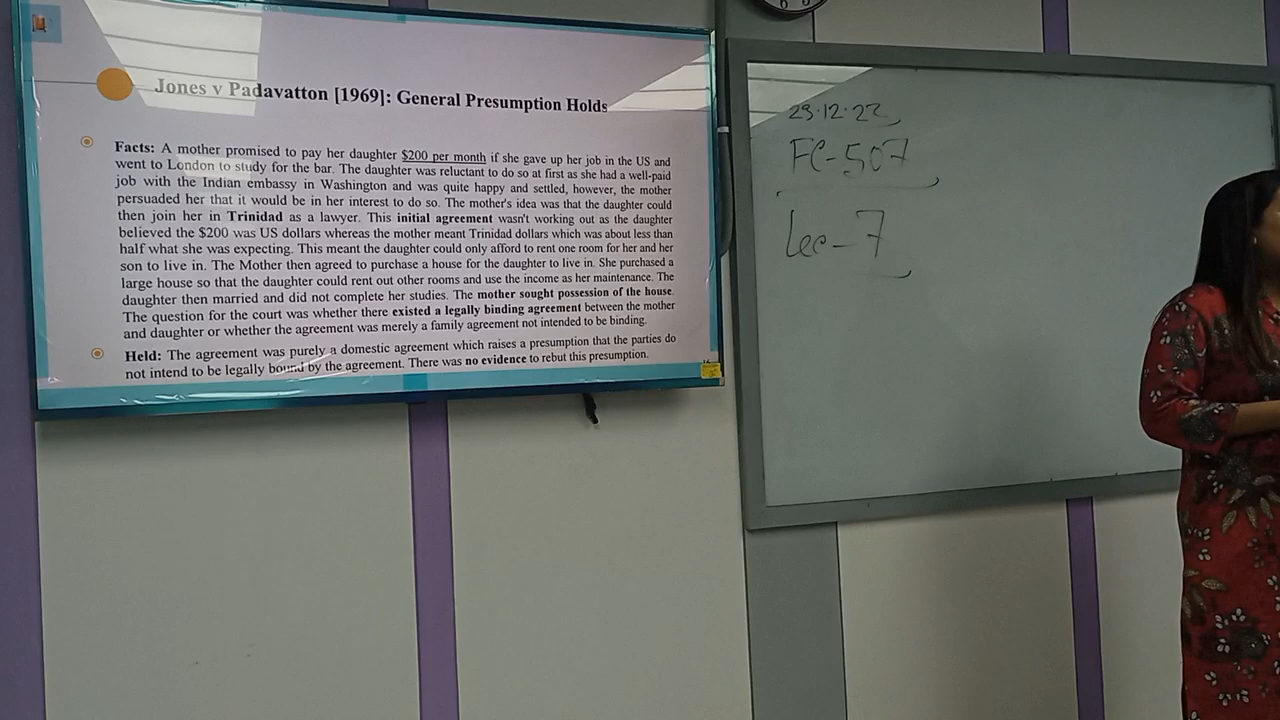 Jones v Padavatton [1969]: General Presumption Holds
Facts: A mother promised to pay her daughter $200 per month if she gave up her job in the US and
went to London to study for the bar. The daughter was reluctant to do so at first as she had a well-paid
job with the Indian embassy in Washington and was quite happy and settled, however, the mother
persuaded her that it would be in her interest to do so. The mother's idea was that the daughter could
then join her in Trinidad as a lawyer. This initial agreement wasn't working out as the daughter
believed the $200 was US dollars whereas the mother meant Trinidad dollars which was about less than
half what she was expecting. This meant the daughter could only afford to rent one room for her and her
son to live in. The Mother then agreed to purchase a house for the daughter to live in. She purchased a
large house so that the daughter could rent out other rooms and use the income as her maintenance. The
daughter then married and did not complete her studies. The mother sought possession of the house.
The question for the court was whether there existed a legally binding agreement between the mother
and daughter or whether the agreement was merely a family agreement not intended to be binding.
Held: The agreement was purely a domestic agreement which raises a presumption that the parties do
not intend to be legally bound by the agreement. There was no evidence to rebut this presumption.
23.12.22
FC-507
Lec-7